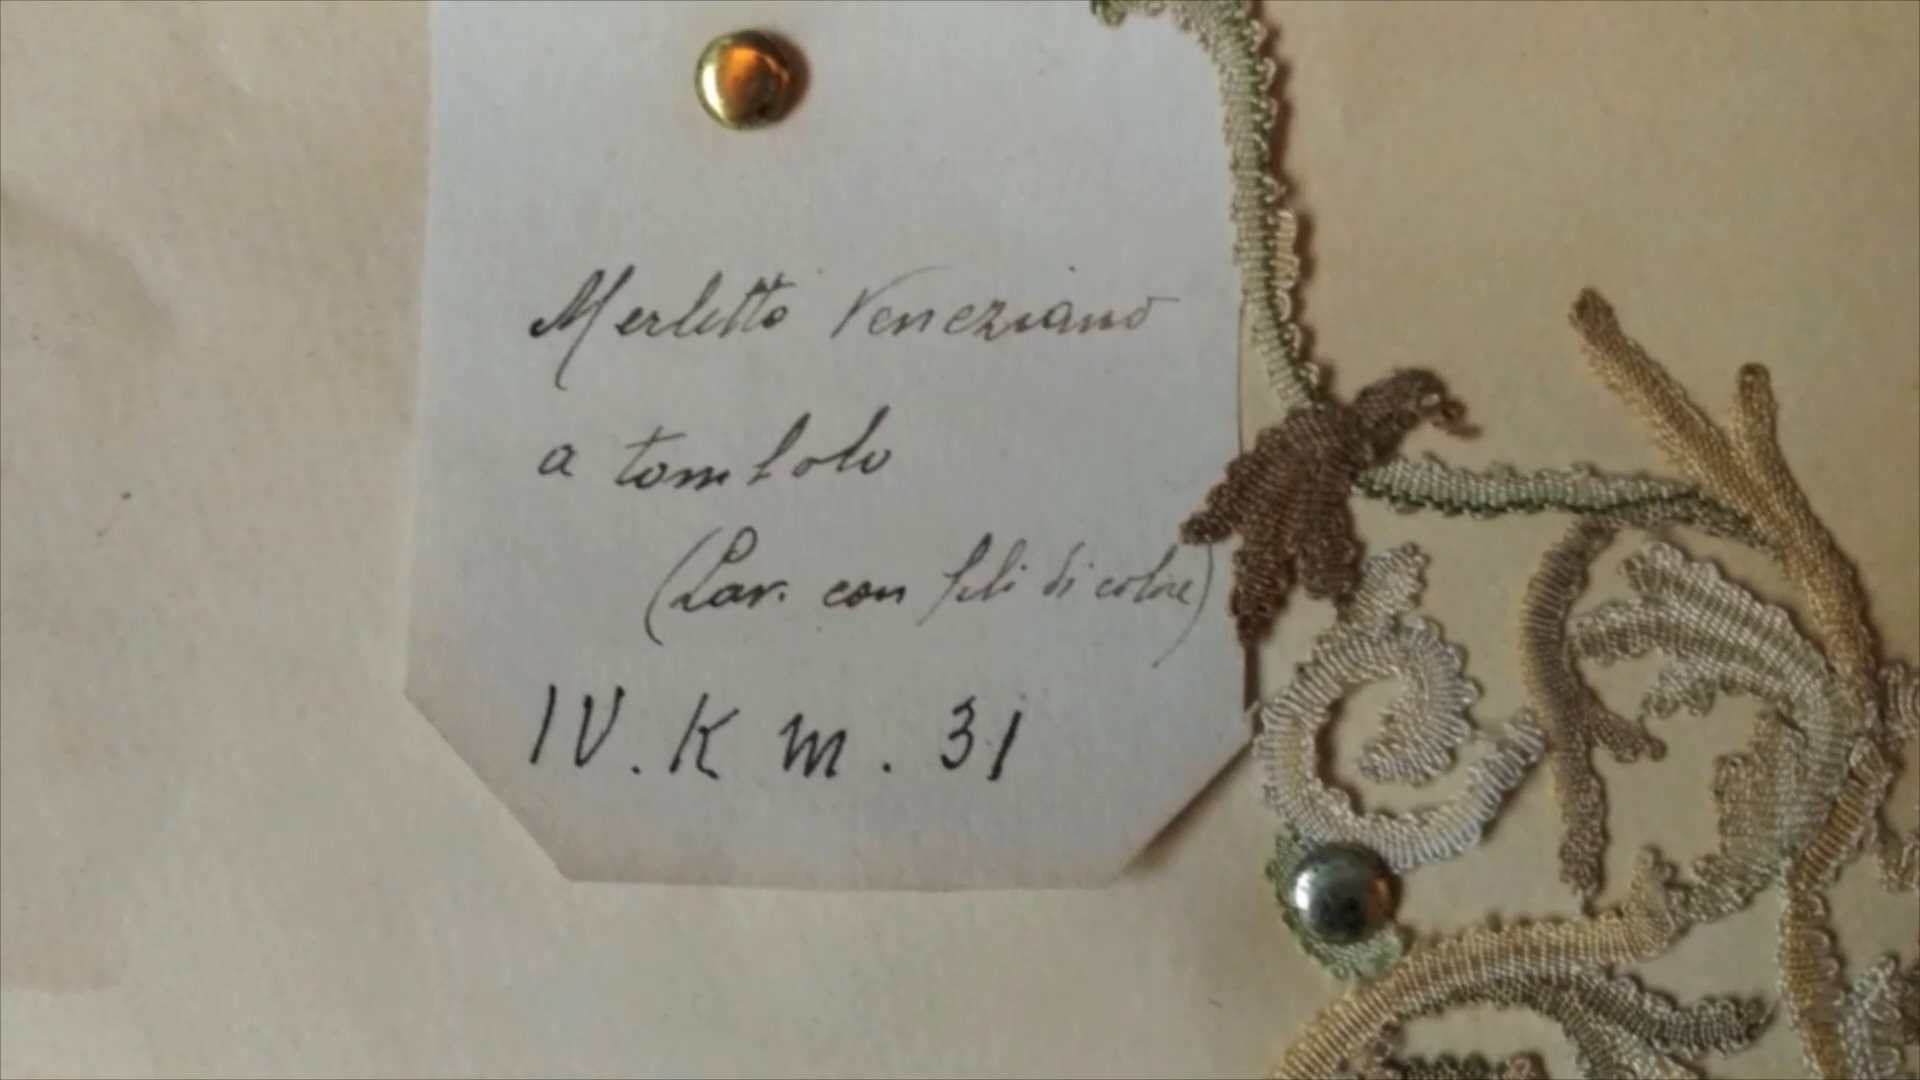 Merletto Veneziano
a tombolo
(Lav. con fili di colore)
IV. K m. 31